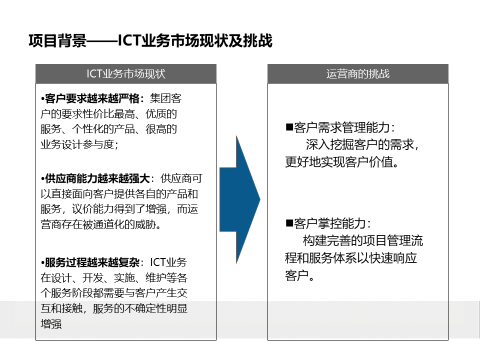 项目背景——ICT业务市场现状及挑战
ICT业务市场现状
•客户要求越来越严格：集团客
户的要求性价比最高、优质的
服务、个性化的产品、很高的
业务设计参与度；
•供应商能力越来越强大：供应商可
以直接面向客户提供各自的产品和
服务，议价能力得到了增强，而运
营商存在被通道化的威胁。
•服务过程越来越复杂：ICT业务
在设计、开发、实施、维护等各
个服务阶段都需要与客户产生交
互和接触，服务的不确定性明显
增强
运营商的挑战
■客户需求管理能力：
深入挖掘客户的需求，
更好地实现客户价值。
■客户掌控能力：
构建完善的项目管理流
程和服务体系以快速响应
客户。